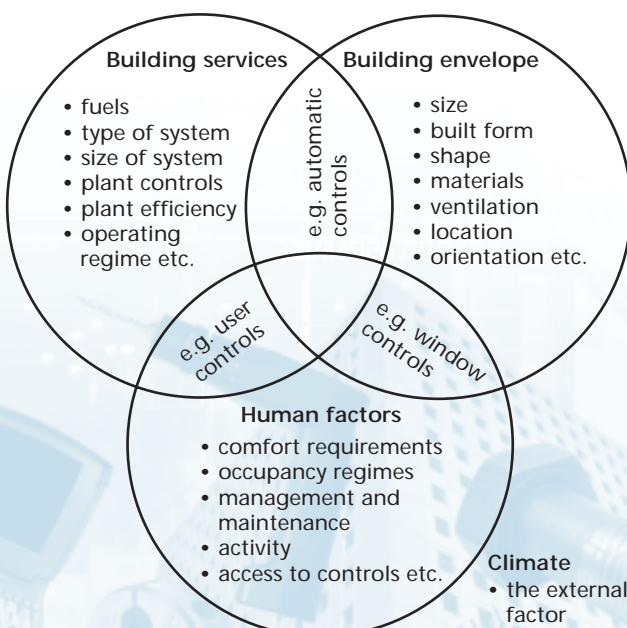 Building services
• fuels
• type of system
• size of system
• plant controls
• plant efficiency
• operating
regime etc.
e.g. automatic
controls
Building envelope
• size
• built form
• shape
• materials
• ventilation
• location
• orientation etc.
e.g. user
controls
e.g. window
controls
Human factors
• comfort requirements
• occupancy regimes
• management and
maintenance
• activity
• access to controls etc.
Climate
• the external
factor